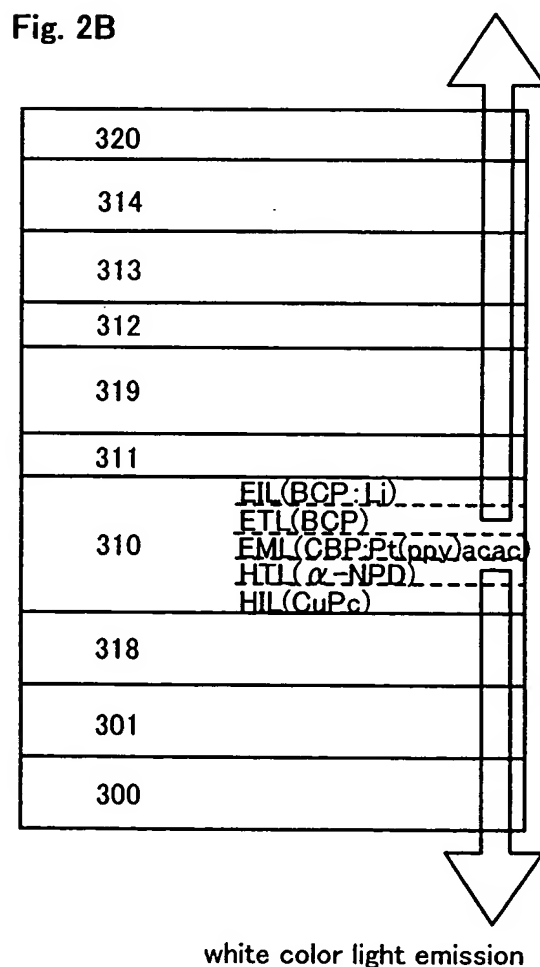 Fig. 2B
320
314
313
312
319
311
310
EIL(BCP:Li)
ETL(BCP)
EML(CBP:Pt(ppy)acac)
HTL(α-NPD)
HIL(CuPc)
318
301
300
white color light emission